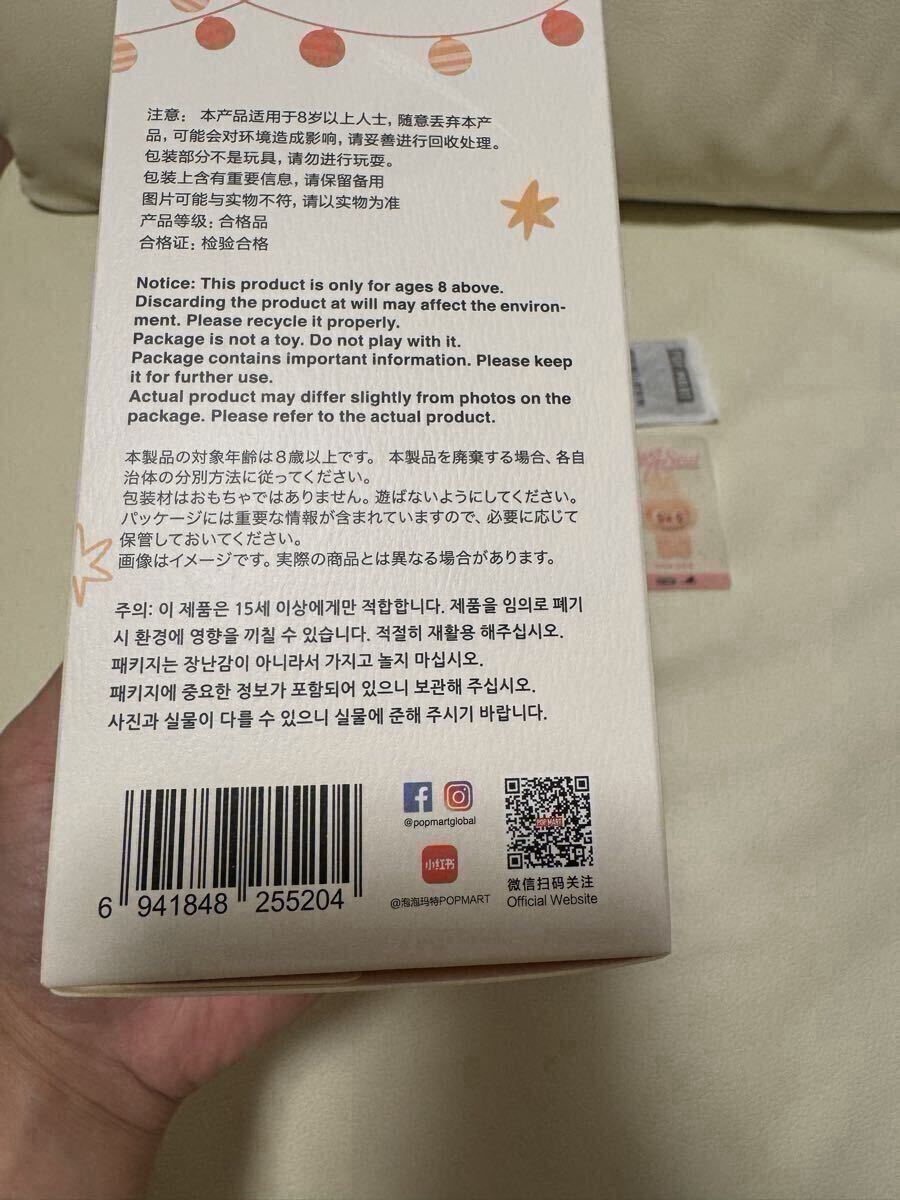 注意： 本产品适用于8岁以上人士，随意丢弃本产
品，可能会对环境造成影响，请妥善进行回收处理。
包装部分不是玩具，请勿进行玩耍。
包装上含有重要信息，请保留备用
图片可能与实物不符，请以实物为准
产品等级：合格品
合格证：检验合格
Notice: This product is only for ages 8 above.
Discarding the product at will may affect the environ-
ment. Please recycle it properly.
Package is not a toy. Do not play with it.
Package contains important information. Please keep
it for further use.
Actual product may differ slightly from photos on the
package. Please refer to the actual product.
本製品の対象年齢は8歳以上です。 本製品を廃棄する場合、各自
治体の分別方法に従ってください。
包装材はおもちゃではありません。遊ばないようにしてください。
パッケージには重要な情報が含まれていますので、必要に応じて
保管しておいてください。
画像はイメージです。実際の商品とは異なる場合があります。
주의: 이 제품은 15세 이상에게만 적합합니다. 제품을 임의로 폐기
시 환경에 영향을 끼칠 수 있습니다. 적절히 재활용 해주십시오.
패키지는 장난감이 아니라서 가지고 놀지 마십시오.
패키지에 중요한 정보가 포함되어 있으니 보관해 주십시오.
사진과 실물이 다를 수 있으니 실물에 준해 주시기 바랍니다.
6 941848 255204
@popmartglobal
小红书
@泡泡玛特POPMART
POP MART
微信扫码关注
Official Website